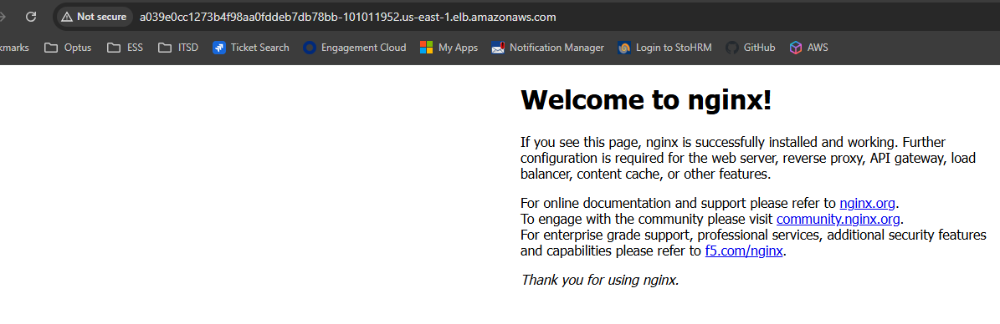 Not secure a039e0cc1273b4f98aa0fddeb7db78bb-101011952.us-east-1.elb.amazonaws.com
kmarks Optus ESS ITSD Ticket Search Engagement Cloud My Apps Notification Manager Login to StoHRM GitHub AWS
Welcome to nginx!
If you see this page, nginx is successfully installed and working. Further
configuration is required for the web server, reverse proxy, API gateway, load
balancer, content cache, or other features.
For online documentation and support please refer to nginx.org.
To engage with the community please visit community.nginx.org.
For enterprise grade support, professional services, additional security features
and capabilities please refer to f5.com/nginx.
Thank you for using nginx.